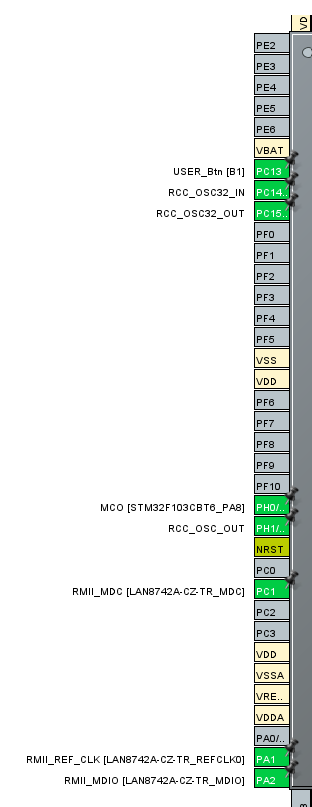 VD
PE2
PE3
PE4
PE5
PE6
VBAT
USER_Btn [B1] PC13
RCC_OSC32_IN PC14..
RCC_OSC32_OUT PC15..
PF0
PF1
PF2
PF3
PF4
PF5
VSS
VDD
PF6
PF7
PF8
PF9
PF10
MCO [STM32F103CBT6_PA8] PH0/..
RCC_OSC_OUT PH1/..
NRST
PC0
RMII_MDC [LAN8742A-CZ-TR_MDC] PC1
PC2
PC3
VDD
VSSA
VRE..
VDDA
PA0/..
RMII_REF_CLK [LAN8742A-CZ-TR_REFCLK0] PA1
RMII_MDIO [LAN8742A-CZ-TR_MDIO] PA2